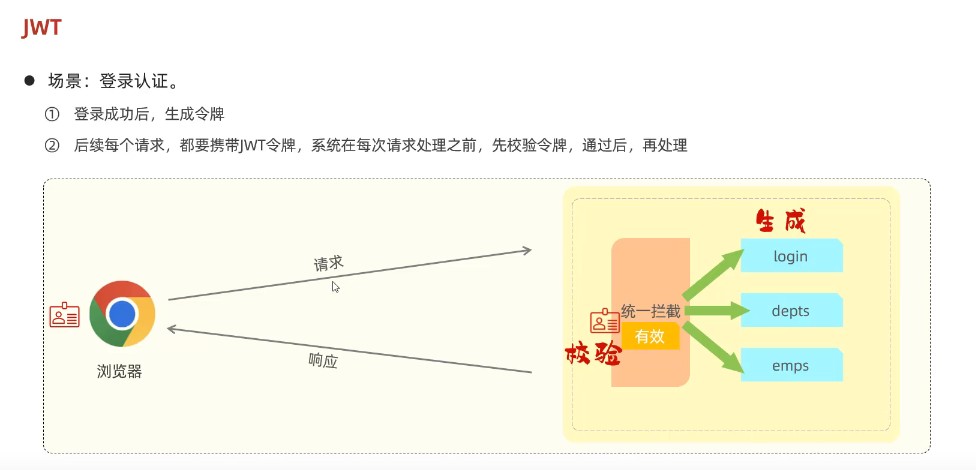 JWT
● 场景：登录认证。
① 登录成功后，生成令牌
② 后续每个请求，都要携带JWT令牌，系统在每次请求处理之前，先校验令牌，通过后，再处理
生成
login
请求
统一拦截
depts
有效
校验
响应
emps
浏览器